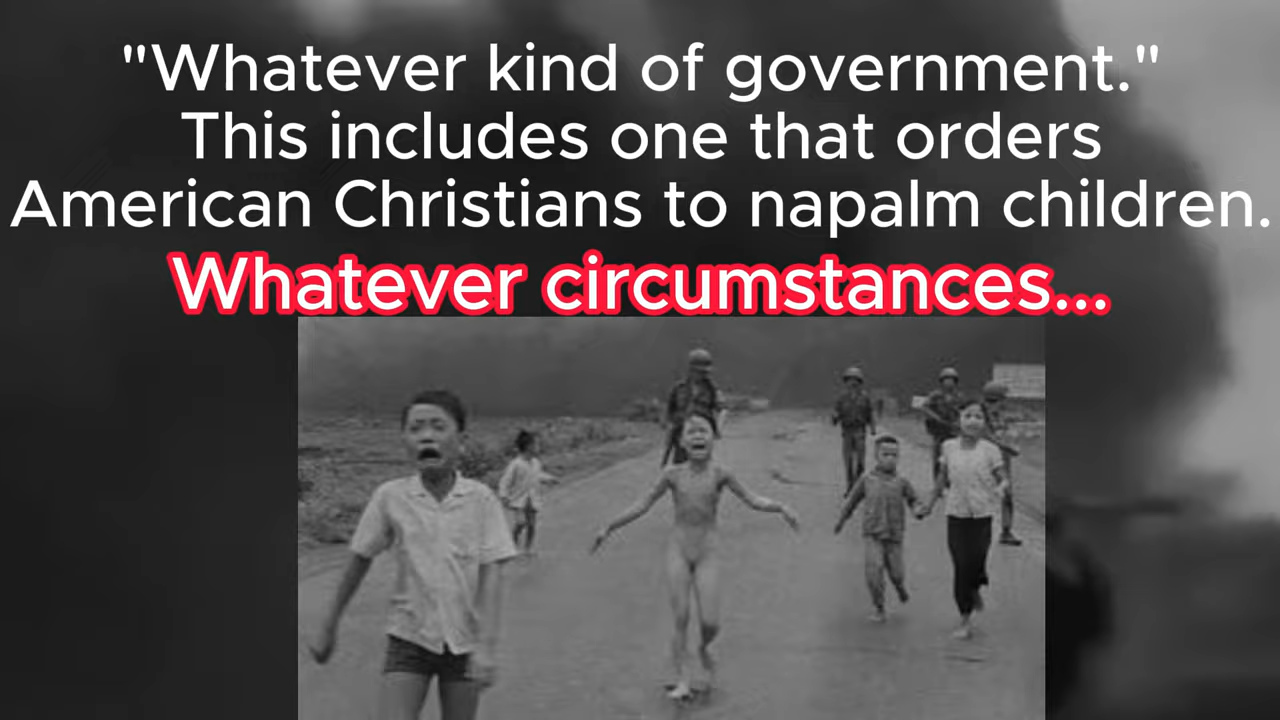 "Whatever kind of government."
This includes one that orders
American Christians to napalm children.
Whatever circumstances...